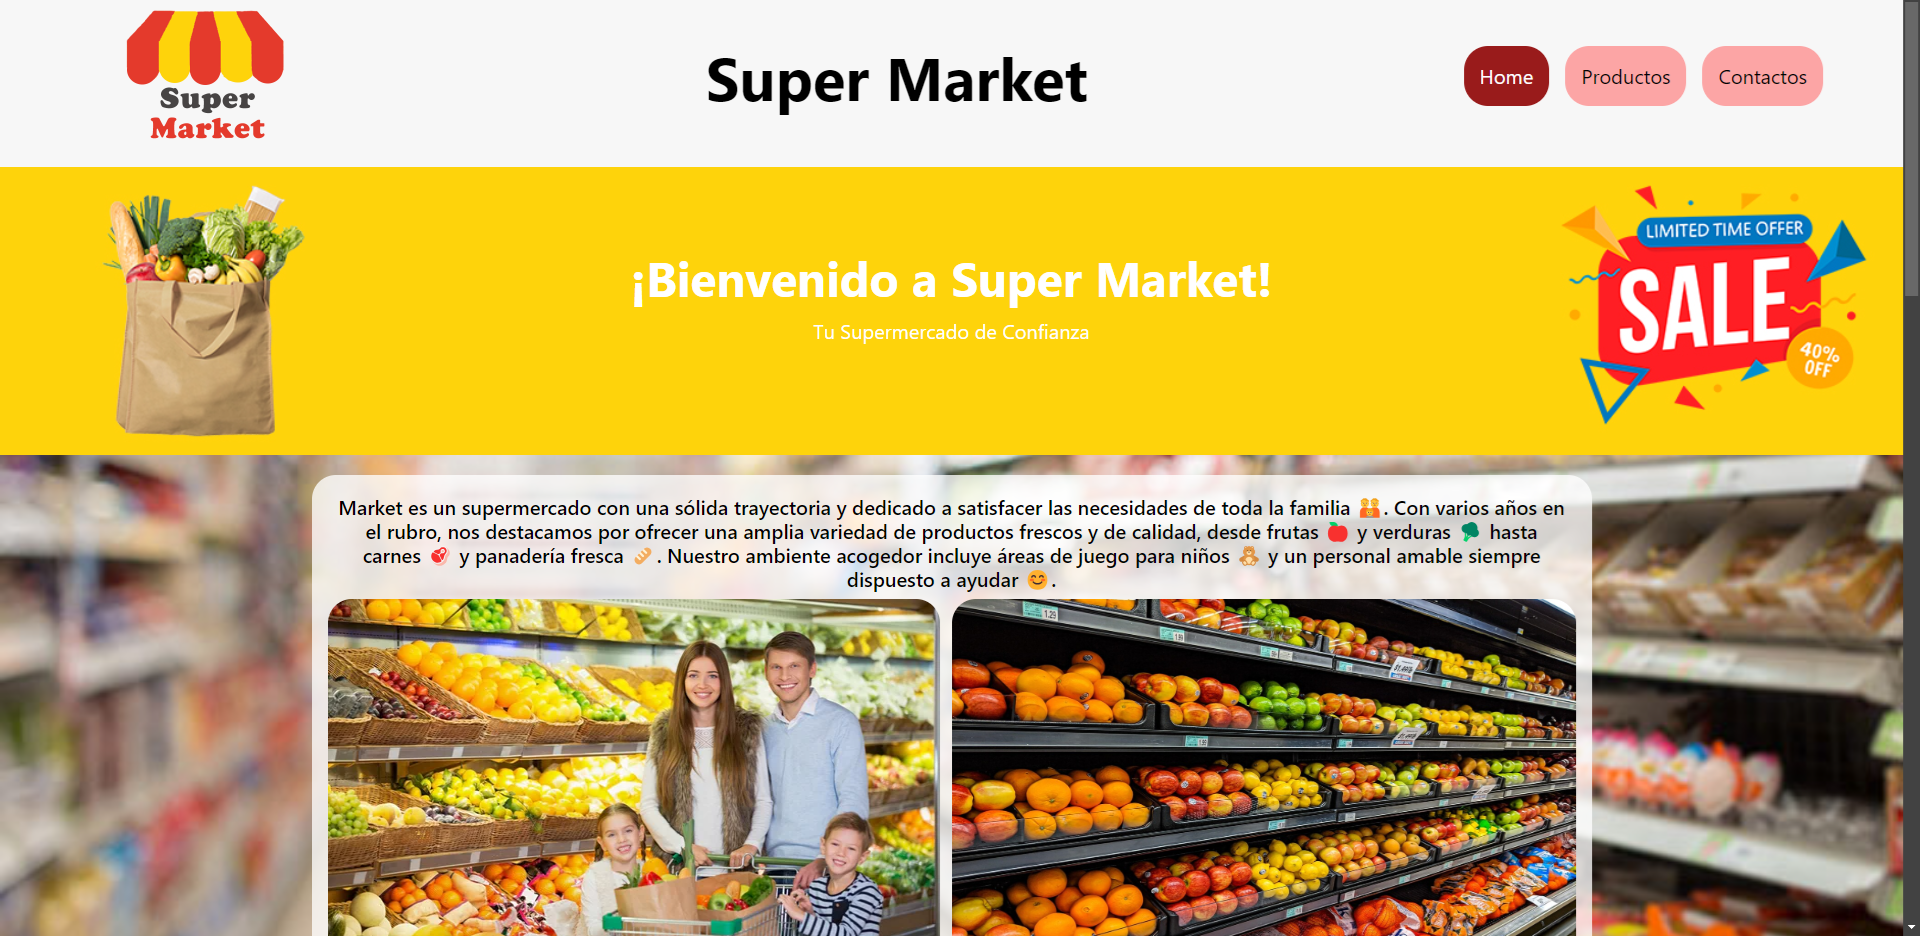 Super
Market
Super Market
Home
Productos
Contactos
¡Bienvenido a Super Market!
Tu Supermercado de Confianza
LIMITED TIME OFFER
SALE
40%
OFF
Market es un supermercado con una sólida trayectoria y dedicado a satisfacer las necesidades de toda la familia 👨‍👩‍👧‍👦. Con varios años en
el rubro, nos destacamos por ofrecer una amplia variedad de productos frescos y de calidad, desde frutas 🍎 y verduras 🥦 hasta
carnes 🥩 y panadería fresca 🥖. Nuestro ambiente acogedor incluye áreas de juego para niños 🧸 y un personal amable siempre
dispuesto a ayudar 😊.